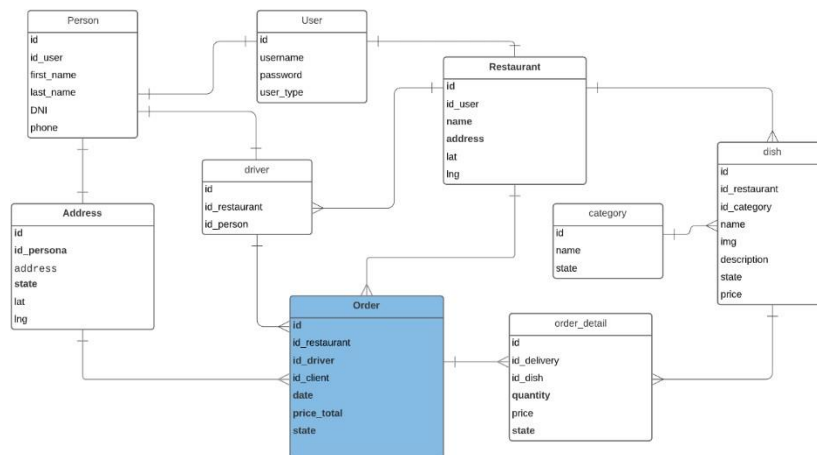 Person
id
id_user
first_name
last_name
DNI
phone
User
id
username
password
user_type
Restaurant
id
id_user
name
address
lat
lng
driver
id
id_restaurant
id_person
dish
id
id_restaurant
id_category
name
img
description
state
price
Address
id
id_persona
address
state
lat
lng
category
id
name
state
Order
id
id_restaurant
id_driver
id_client
date
price_total
state
order_detail
id
id_delivery
id_dish
quantity
price
state